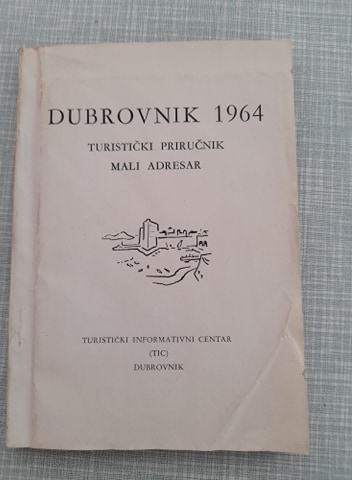 DUBROVNIK 1964
TURISTIČKI PRIRUČNIK
MALI ADRESAR
TURISTIČKI INFORMATIVNI CENTAR
(TIC)
DUBROVNIK